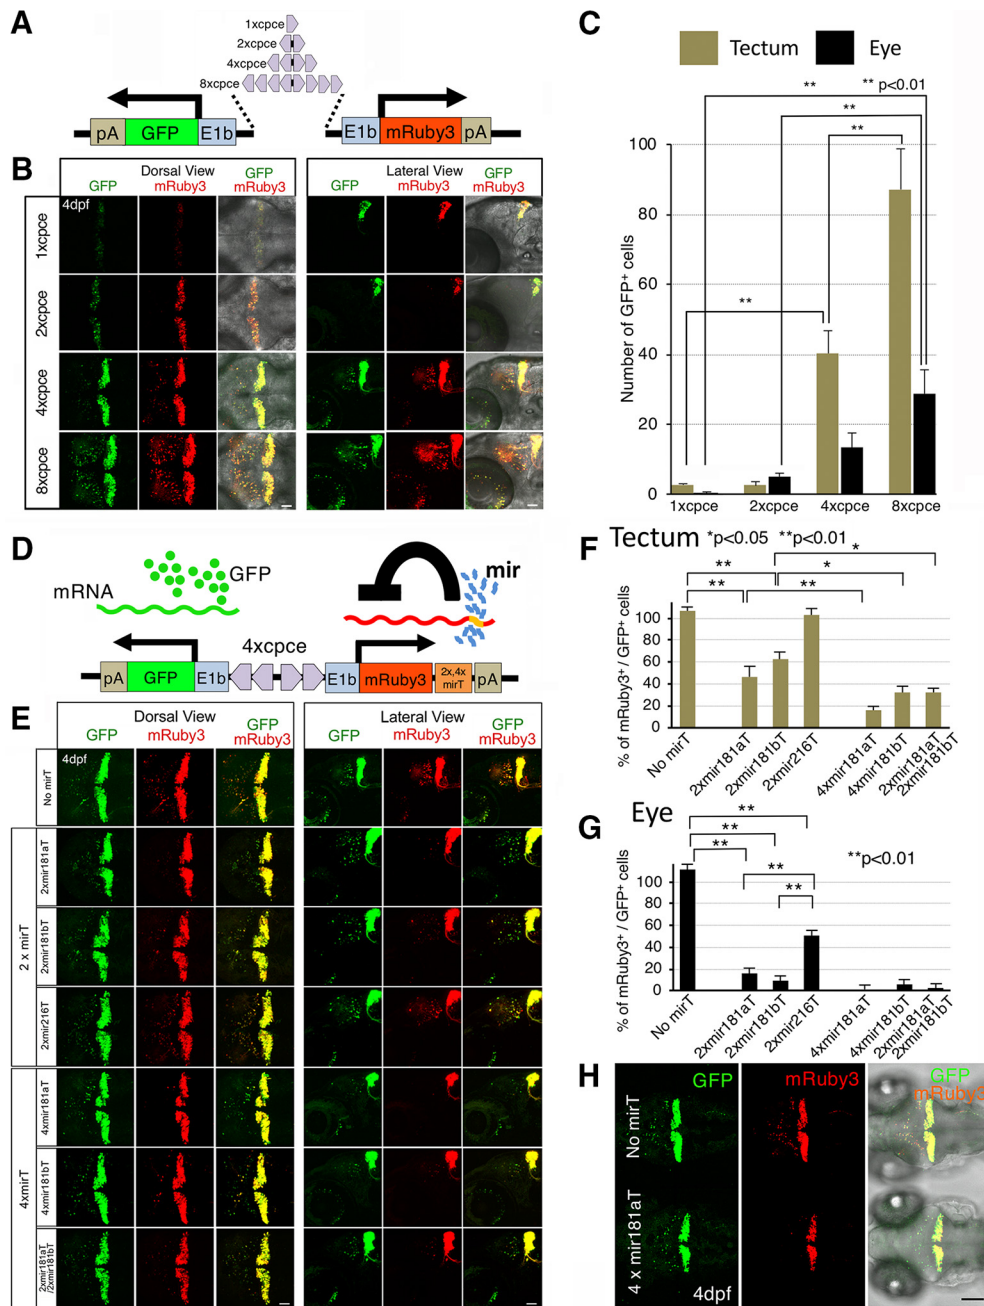 A
1xcpce
2xcpce
4xcpce
8xcpce
pA GFP E1b
E1b mRuby3 pA
B
Dorsal View
GFP mRuby3 GFP mRuby3
Lateral View
GFP mRuby3 GFP mRuby3
4dpf
1xcpce
2xcpce
4xcpce
8xcpce
C
Tectum Eye
** ** p<0.01
**
**
**
Number of GFP+ cells
100
80
60
40
20
0
1xcpce 2xcpce 4xcpce 8xcpce
D
mRNA GFP
mir
4xcpce
pA GFP E1b
E1b mRuby3 2x,4x mirT pA
E
Dorsal View
GFP mRuby3 GFP mRuby3
Lateral View
GFP mRuby3 GFP mRuby3
4dpf
No mirT
2 x mirT
2xmir181aT
2xmir181bT
2xmir216T
4xmirT
4xmir181aT
4xmir181bT
2xmir181aT
/2xmir181bT
F
Tectum *p<0.05 **p<0.01
*
** *
** **
% of mRuby3+ / GFP+ cells
100
80
60
40
20
0
No mirT
2xmir181aT
2xmir181bT
2xmir216T
4xmir181aT
4xmir181bT
2xmir181aT
2xmir181bT
G
Eye
**
**
** **p<0.01
**
**
% of mRuby3+ / GFP+ cells
100
80
60
40
20
0
No mirT
2xmir181aT
2xmir181bT
2xmir216T
4xmir181aT
4xmir181bT
2xmir181aT
2xmir181bT
H
GFP mRuby3 GFP
mRuby3
No mirT
4 x mir181aT
4dpf